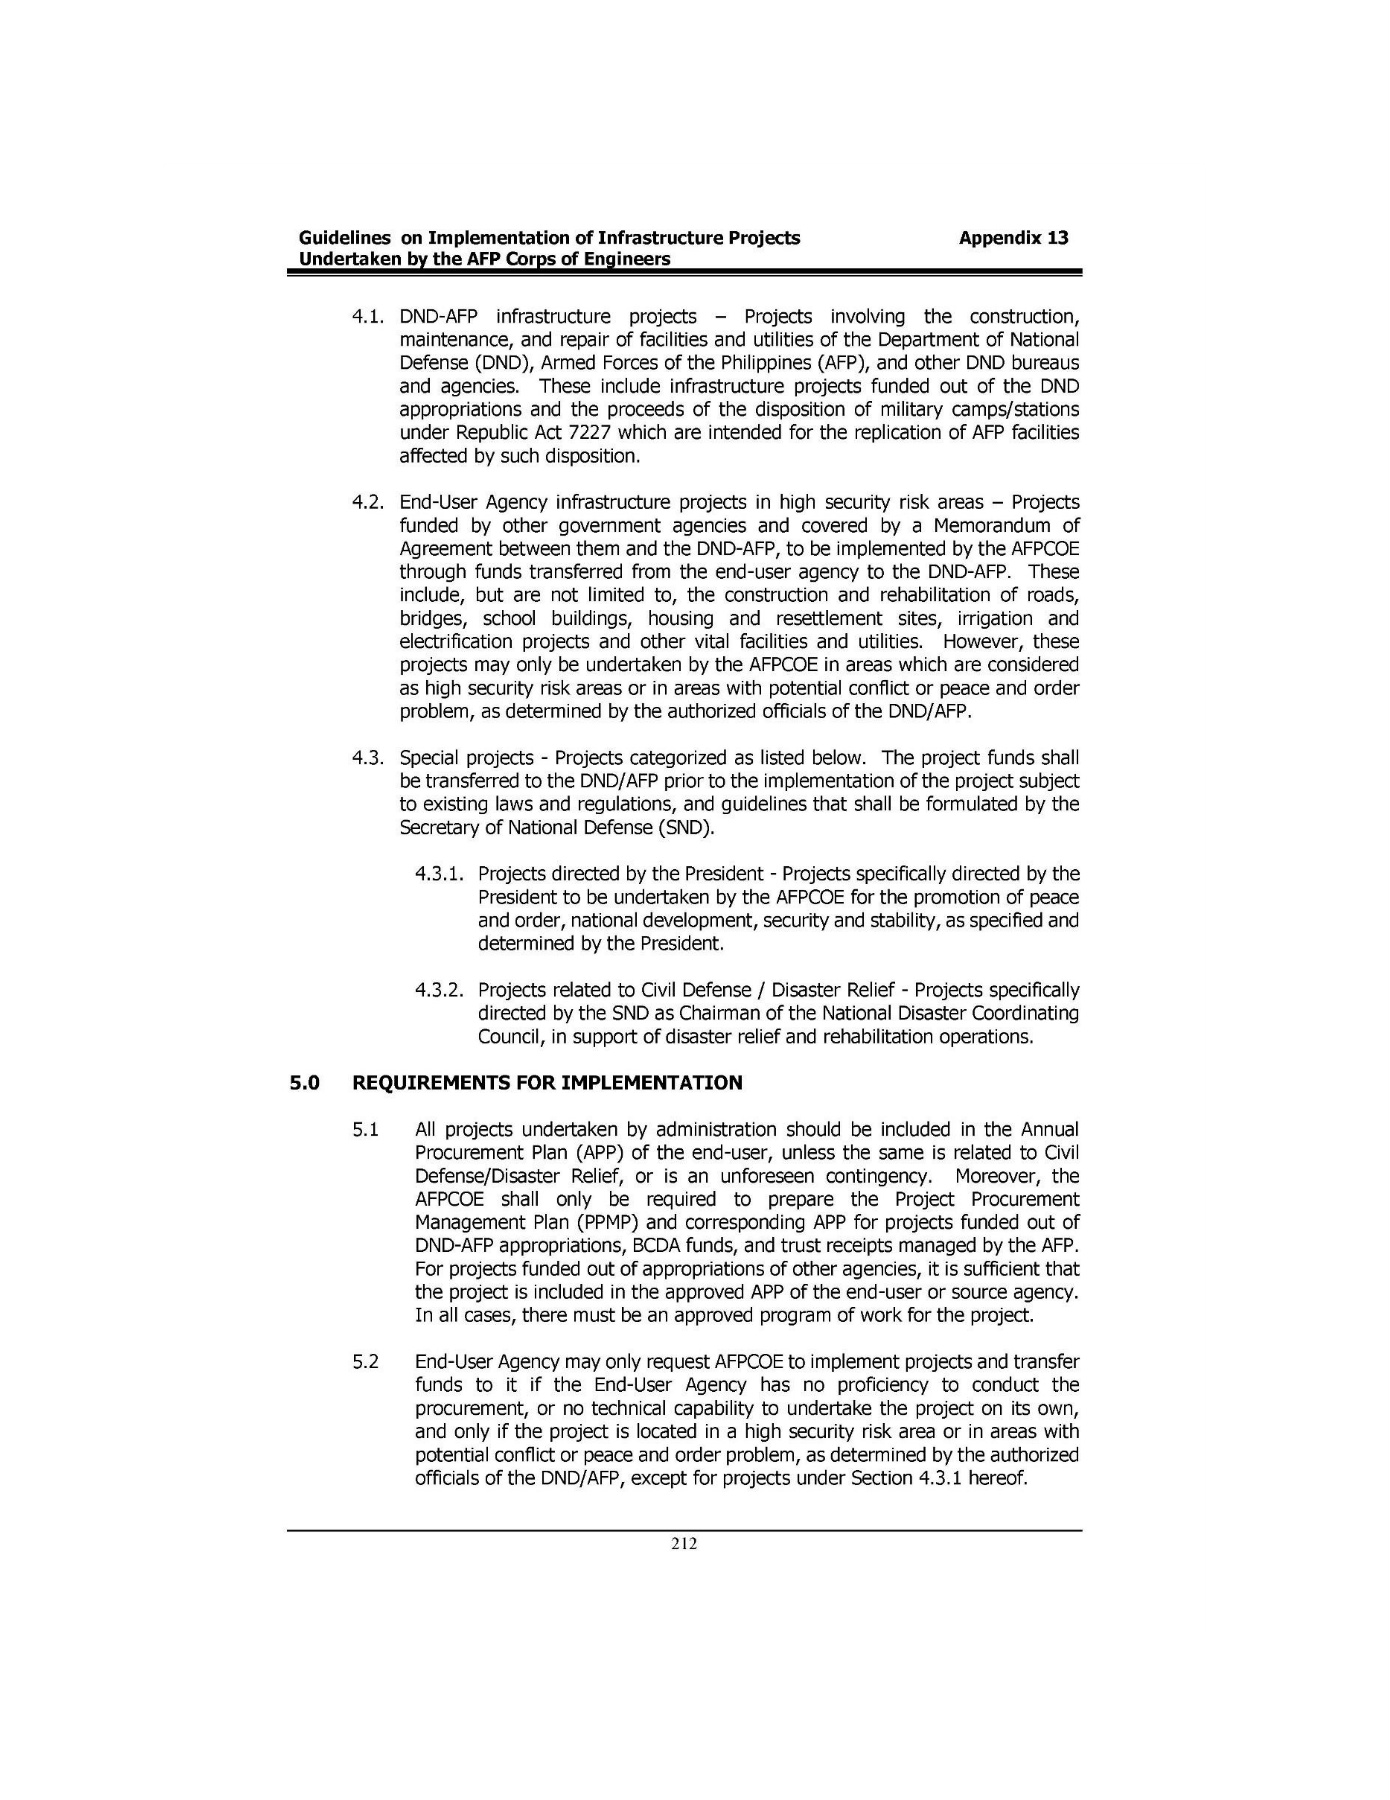 Guidelines on Implementation of Infrastructure Projects Appendix 13
Undertaken by the AFP Corps of Engineers
4.1. DND-AFP infrastructure projects – Projects involving the construction,
maintenance, and repair of facilities and utilities of the Department of National
Defense (DND), Armed Forces of the Philippines (AFP), and other DND bureaus
and agencies. These include infrastructure projects funded out of the DND
appropriations and the proceeds of the disposition of military camps/stations
under Republic Act 7227 which are intended for the replication of AFP facilities
affected by such disposition.
4.2. End-User Agency infrastructure projects in high security risk areas – Projects
funded by other government agencies and covered by a Memorandum of
Agreement between them and the DND-AFP, to be implemented by the AFPCOE
through funds transferred from the end-user agency to the DND-AFP. These
include, but are not limited to, the construction and rehabilitation of roads,
bridges, school buildings, housing and resettlement sites, irrigation and
electrification projects and other vital facilities and utilities. However, these
projects may only be undertaken by the AFPCOE in areas which are considered
as high security risk areas or in areas with potential conflict or peace and order
problem, as determined by the authorized officials of the DND/AFP.
4.3. Special projects - Projects categorized as listed below. The project funds shall
be transferred to the DND/AFP prior to the implementation of the project subject
to existing laws and regulations, and guidelines that shall be formulated by the
Secretary of National Defense (SND).
4.3.1. Projects directed by the President - Projects specifically directed by the
President to be undertaken by the AFPCOE for the promotion of peace
and order, national development, security and stability, as specified and
determined by the President.
4.3.2. Projects related to Civil Defense / Disaster Relief - Projects specifically
directed by the SND as Chairman of the National Disaster Coordinating
Council, in support of disaster relief and rehabilitation operations.
5.0 REQUIREMENTS FOR IMPLEMENTATION
5.1 All projects undertaken by administration should be included in the Annual
Procurement Plan (APP) of the end-user, unless the same is related to Civil
Defense/Disaster Relief, or is an unforeseen contingency. Moreover, the
AFPCOE shall only be required to prepare the Project Procurement
Management Plan (PPMP) and corresponding APP for projects funded out of
DND-AFP appropriations, BCDA funds, and trust receipts managed by the AFP.
For projects funded out of appropriations of other agencies, it is sufficient that
the project is included in the approved APP of the end-user or source agency.
In all cases, there must be an approved program of work for the project.
5.2 End-User Agency may only request AFPCOE to implement projects and transfer
funds to it if the End-User Agency has no proficiency to conduct the
procurement, or no technical capability to undertake the project on its own,
and only if the project is located in a high security risk area or in areas with
potential conflict or peace and order problem, as determined by the authorized
officials of the DND/AFP, except for projects under Section 4.3.1 hereof.
212